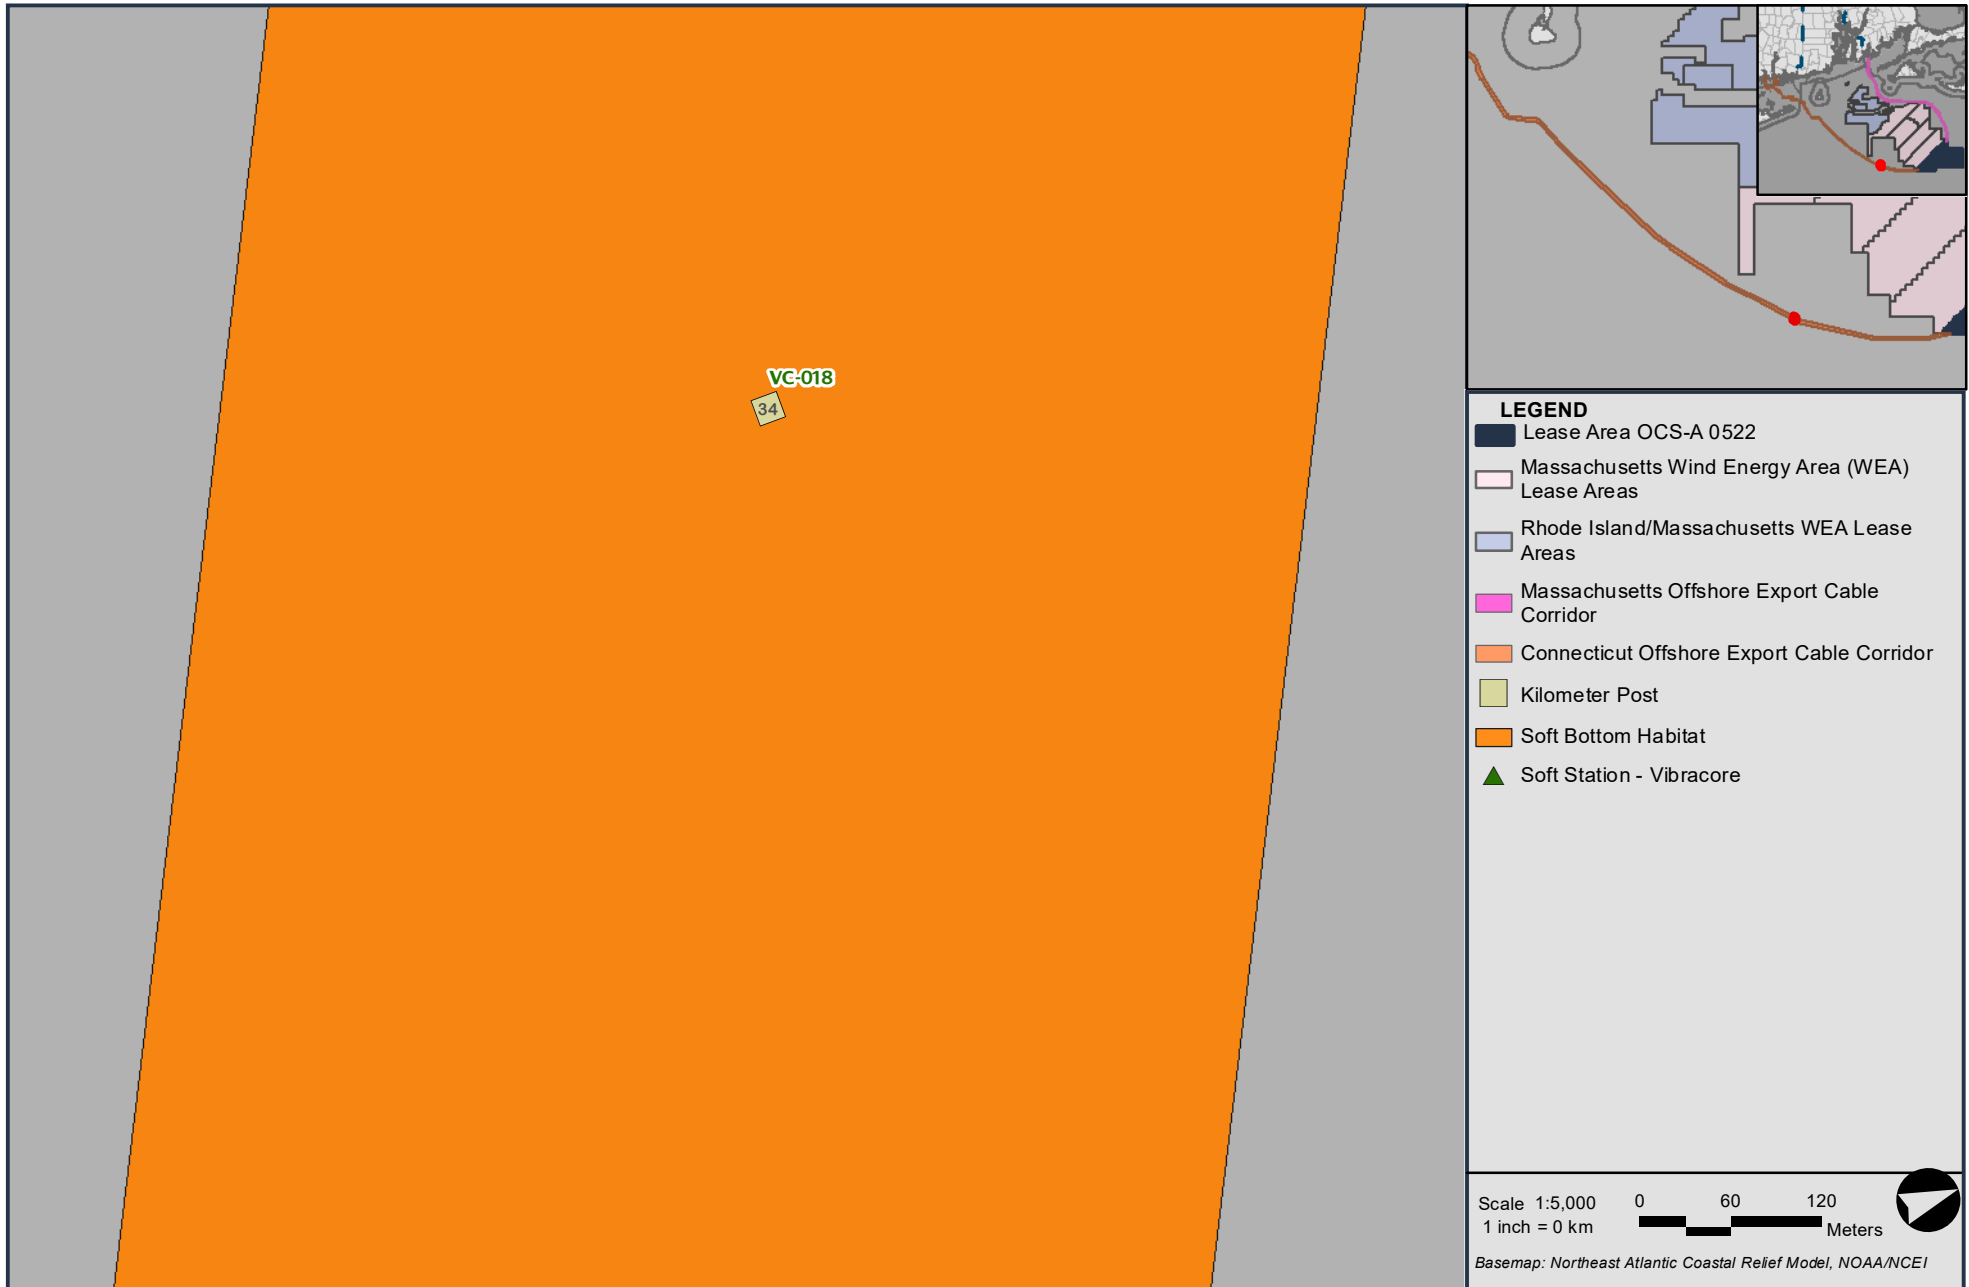 VC-018
34
LEGEND
Lease Area OCS-A 0522
Massachusetts Wind Energy Area (WEA)
Lease Areas
Rhode Island/Massachusetts WEA Lease
Areas
Massachusetts Offshore Export Cable
Corridor
Connecticut Offshore Export Cable Corridor
Kilometer Post
Soft Bottom Habitat
Soft Station - Vibracore
Scale 1:5,000
1 inch = 0 km
0 60 120
Meters
Basemap: Northeast Atlantic Coastal Relief Model, NOAA/NCEI